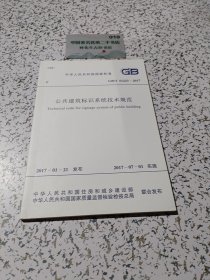 中华人民共和国国家标准
GB
GB/T 51223-2017
公共建筑标识系统技术规范
Technical code for signage system of public building
2017-01-21 发布
2017-07-01 实施
中华人民共和国住房和城乡建设部
中华人民共和国国家质量监督检验检疫总局
联合发布